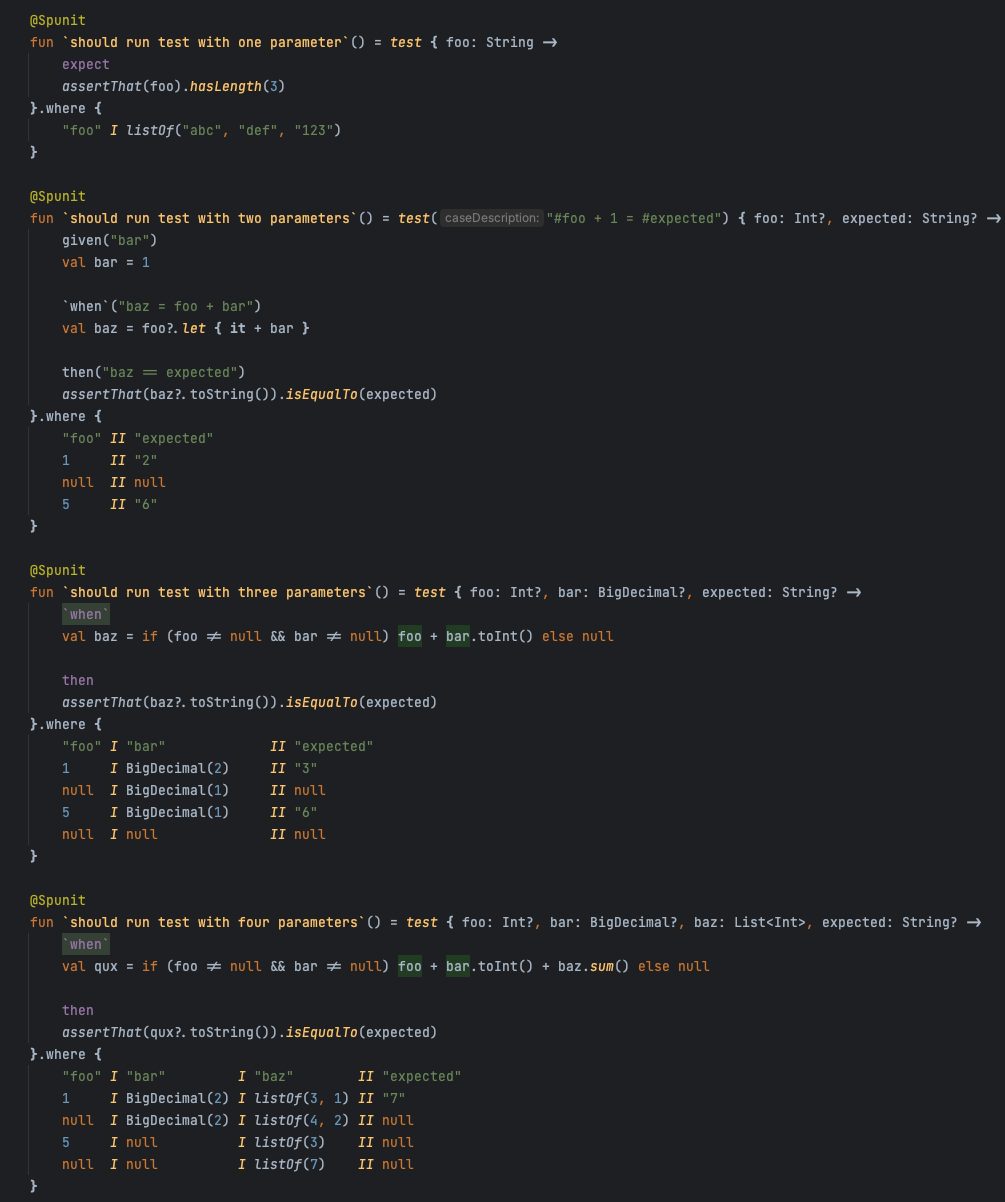 @Spunit
fun `should run test with one parameter`() = test { foo: String ->
    expect
    assertThat(foo).hasLength(3)
}.where {
    "foo" I listOf("abc", "def", "123")
}

@Spunit
fun `should run test with two parameters`() = test( caseDescription: "#foo + 1 = #expected") { foo: Int?, expected: String? ->
    given("bar")
    val bar = 1

    `when`("baz = foo + bar")
    val baz = foo?.let { it + bar }

    then("baz == expected")
    assertThat(baz?.toString()).isEqualTo(expected)
}.where {
    "foo" II "expected"
    1     II "2"
    null  II null
    5     II "6"
}

@Spunit
fun `should run test with three parameters`() = test { foo: Int?, bar: BigDecimal?, expected: String? ->
    `when`
    val baz = if (foo != null && bar != null) foo + bar.toInt() else null

    then
    assertThat(baz?.toString()).isEqualTo(expected)
}.where {
    "foo" I "bar"             II "expected"
    1     I BigDecimal(2)     II "3"
    null  I BigDecimal(1)     II null
    5     I BigDecimal(1)     II "6"
    null  I null              II null
}

@Spunit
fun `should run test with four parameters`() = test { foo: Int?, bar: BigDecimal?, baz: List<Int>, expected: String? ->
    `when`
    val qux = if (foo != null && bar != null) foo + bar.toInt() + baz.sum() else null

    then
    assertThat(qux?.toString()).isEqualTo(expected)
}.where {
    "foo" I "bar"         I "baz"        II "expected"
    1     I BigDecimal(2) I listOf(3, 1) II "7"
    null  I BigDecimal(2) I listOf(4, 2) II null
    5     I null          I listOf(3)    II null
    null  I null          I listOf(7)    II null
}